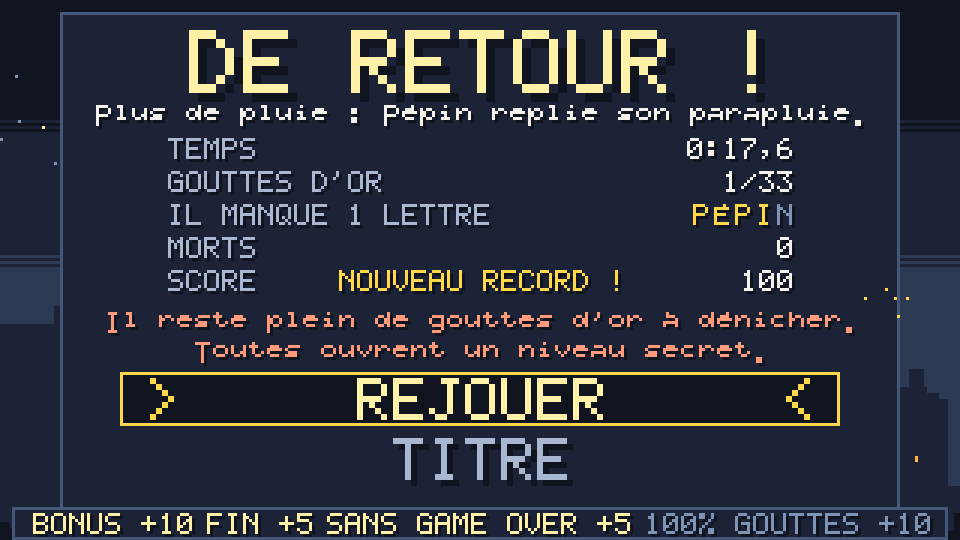 DE RETOUR !
Plus de pluie : Pépin replie son parapluie.
TEMPS 0:17,6
GOUTTES D'OR 1/33
IL MANQUE 1 LETTRE PÉPIN
MORTS 0
SCORE NOUVEAU RECORD ! 100
Il reste plein de gouttes d'or à dénicher.
Toutes ouvrent un niveau secret.
> REJOUER <
TITRE
BONUS +10 FIN +5 SANS GAME OVER +5 100% GOUTTES +10